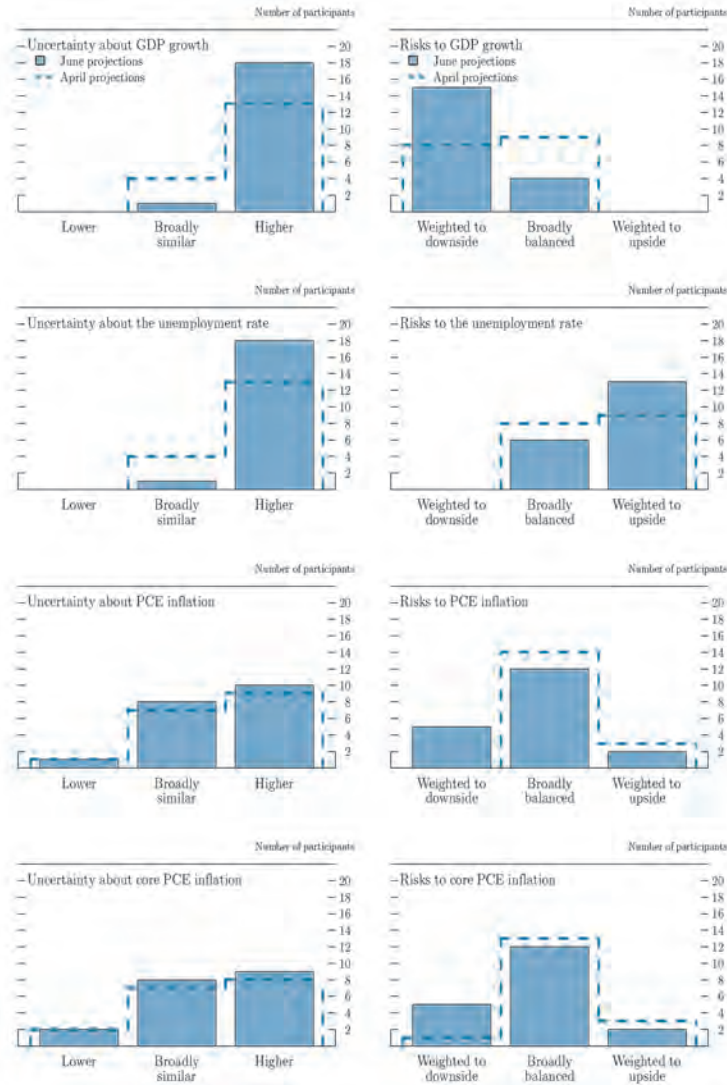 Number of participants
Uncertainty about GDP growth
June projections
April projections
20
18
16
14
12
10
8
6
4
2
Lower
Broadly similar
Higher
Number of participants
Risks to GDP growth
June projections
April projections
20
18
16
14
12
10
8
6
4
2
Weighted to downside
Broadly balanced
Weighted to upside
Number of participants
Uncertainty about the unemployment rate
20
18
16
14
12
10
8
6
4
2
Lower
Broadly similar
Higher
Number of participants
Risks to the unemployment rate
20
18
16
14
12
10
8
6
4
2
Weighted to downside
Broadly balanced
Weighted to upside
Number of participants
Uncertainty about PCE inflation
20
18
16
14
12
10
8
6
4
2
Lower
Broadly similar
Higher
Number of participants
Risks to PCE inflation
20
18
16
14
12
10
8
6
4
2
Weighted to downside
Broadly balanced
Weighted to upside
Number of participants
Uncertainty about core PCE inflation
20
18
16
14
12
10
8
6
4
2
Lower
Broadly similar
Higher
Number of participants
Risks to core PCE inflation
20
18
16
14
12
10
8
6
4
2
Weighted to downside
Broadly balanced
Weighted to upside